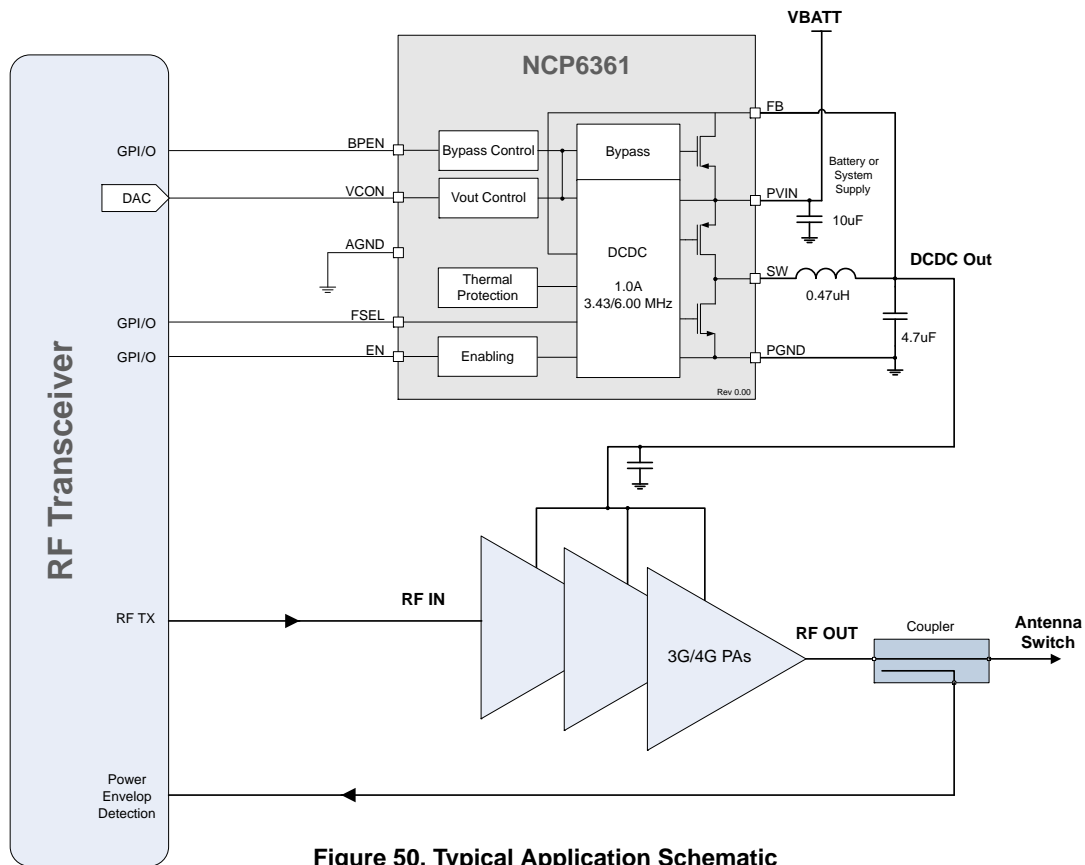 VBATT
NCP6361
FB
BPEN
GPI/O
Bypass Control
Bypass
Battery or
System
Supply
DAC
VCON
Vout Control
PVIN
10uF
AGND
DCDC
1.0A
3.43/6.00 MHz
SW
DCDC Out
0.47uH
Thermal
Protection
GPI/O
FSEL
4.7uF
GPI/O
EN
Enabling
PGND
Rev 0.00
RF Transceiver
RF TX
RF IN
3G/4G PAs
RF OUT
Coupler
Antenna
Switch
Power
Envelop
Detection
Figure 50. Typical Application Schematic